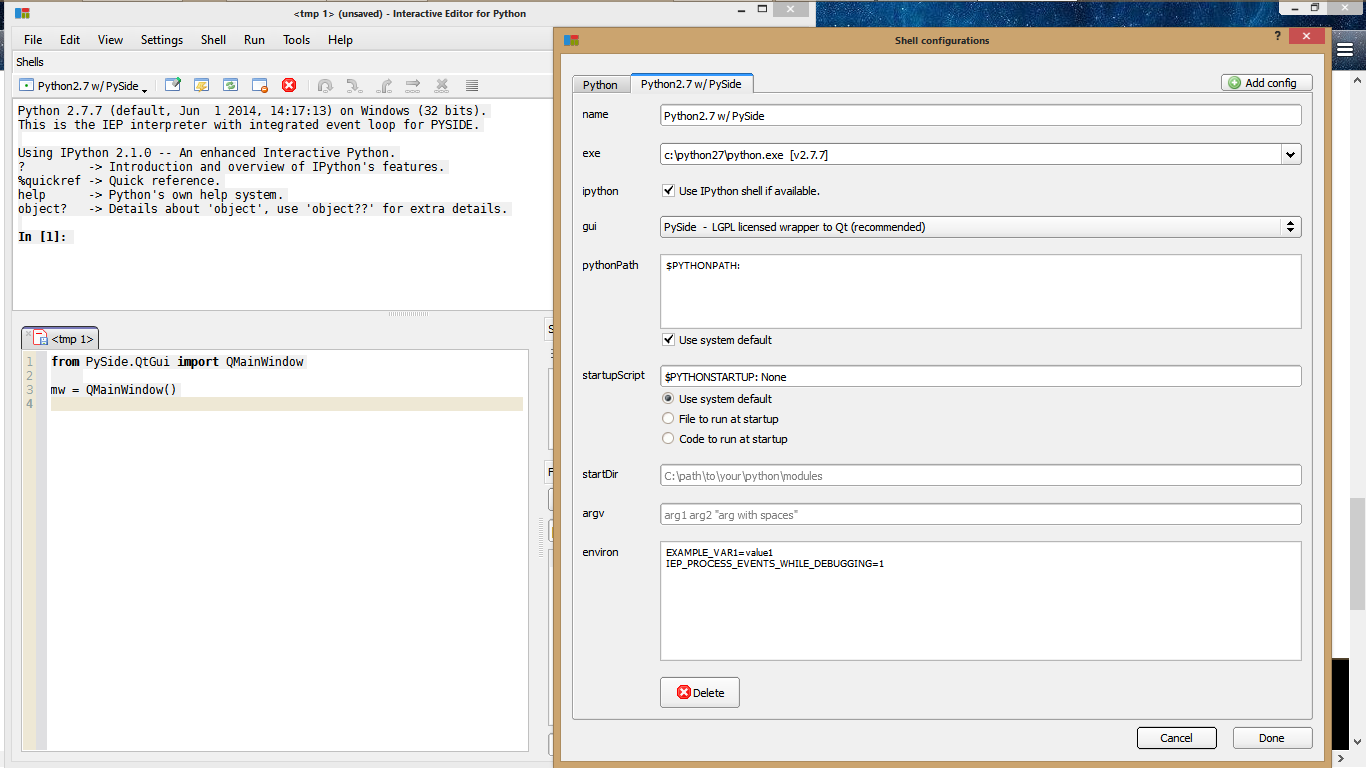 <tmp 1> (unsaved) - Interactive Editor for Python
File Edit View Settings Shell Run Tools Help
Shells
Python2.7 w/ PySide
Python 2.7.7 (default, Jun  1 2014, 14:17:13) on Windows (32 bits).
This is the IEP interpreter with integrated event loop for PYSIDE.
Using IPython 2.1.0 -- An enhanced Interactive Python.
?         -> Introduction and overview of IPython's features.
%quickref -> Quick reference.
help      -> Python's own help system.
object?   -> Details about 'object', use 'object??' for extra details.
In [1]:
<tmp 1>
1 from PySide.QtGui import QMainWindow
2
3 mw = QMainWindow()
4
Shell configurations
?
Python
Python2.7 w/ PySide
Add config
name
Python2.7 w/ PySide
exe
c:\python27\python.exe  [v2.7.7]
ipython
Use IPython shell if available.
gui
PySide  -  LGPL licensed wrapper to Qt (recommended)
pythonPath
$PYTHONPATH:
Use system default
startupScript
$PYTHONSTARTUP: None
Use system default
File to run at startup
Code to run at startup
startDir
C:\path\to\your\python\modules
argv
arg1 arg2 "arg with spaces"
environ
EXAMPLE_VAR1=value1
IEP_PROCESS_EVENTS_WHILE_DEBUGGING=1
Delete
Cancel
Done